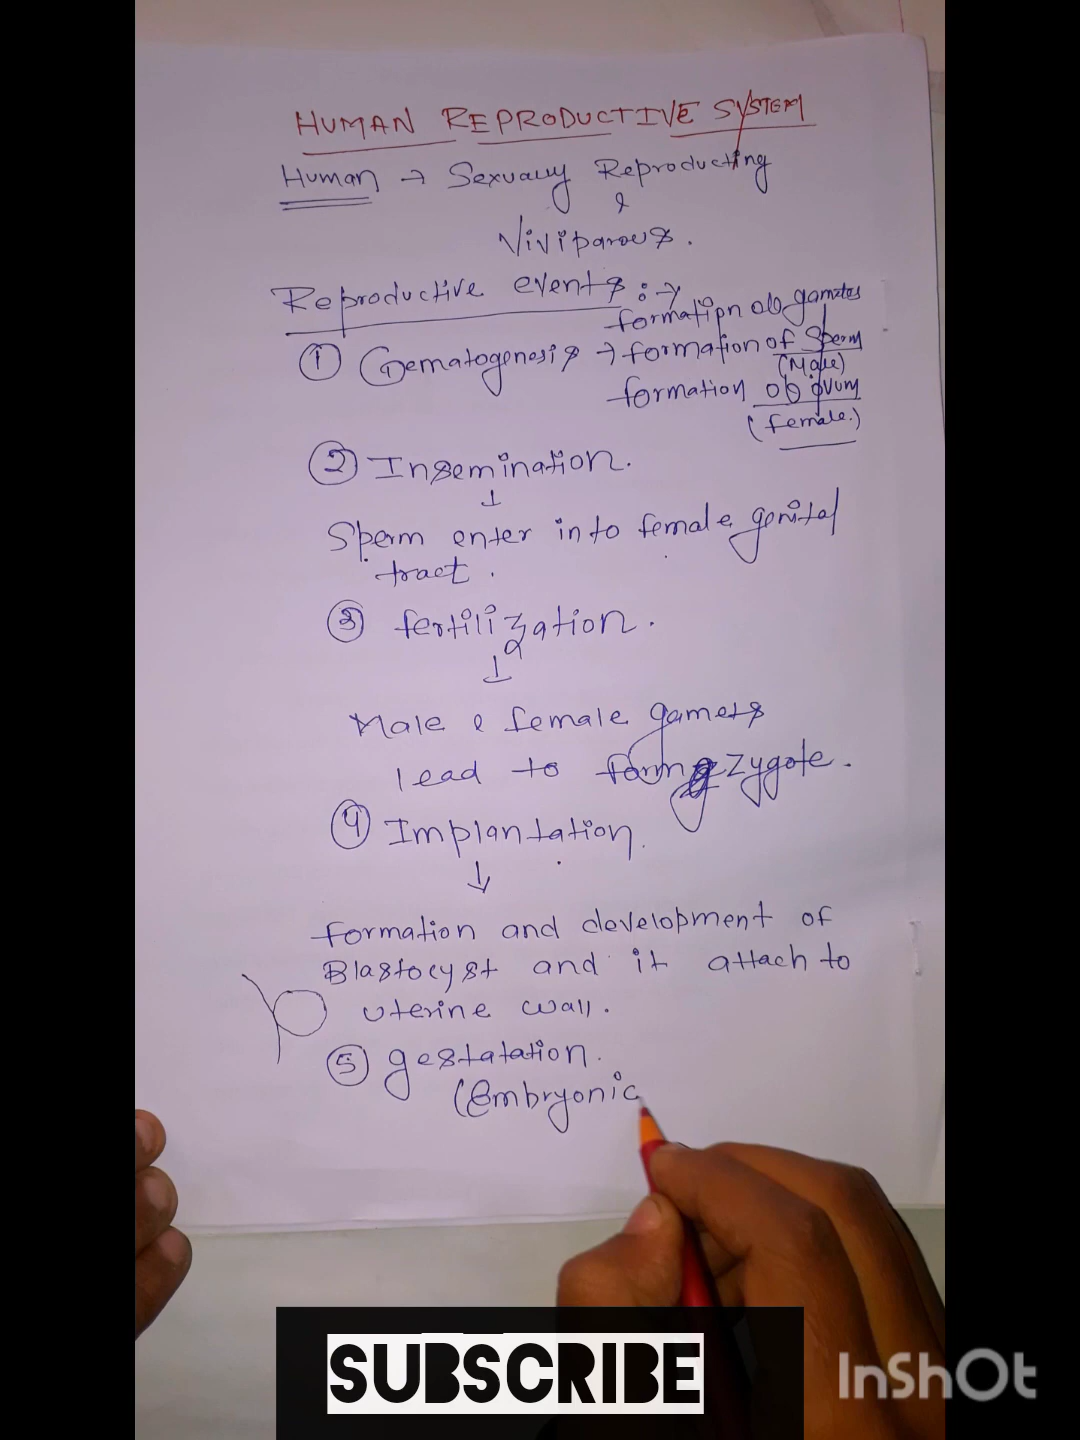 HUMAN REPRODUCTIVE SYSTEM
Human → Sexually Reproducting
&
Viviparous.
Reproductive events :→
formation ob gametes
① Gematogenesis → formation of sperm
(Male)
formation ob ovum
(female.)
② Insemination.
↓
Sperm enter into female genital
tract.
③ fertilization.
↓
Male & female gamets
lead to form zygote.
④ Implantation.
↓
formation and development of
Blastocyst and it attach to
uterine wall.
⑤ gestatation.
(Embryonic
SUBSCRIBE
InShOt